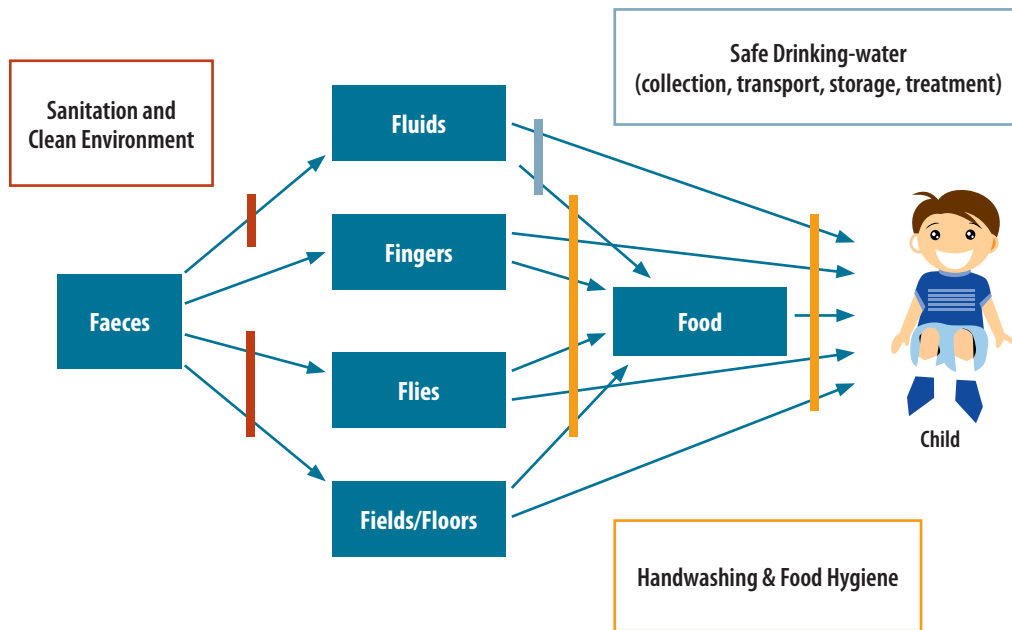 Sanitation and
Clean Environment
Safe Drinking-water
(collection, transport, storage, treatment)
Fluids
Fingers
Faeces
Food
Flies
Fields/Floors
Child
Handwashing & Food Hygiene